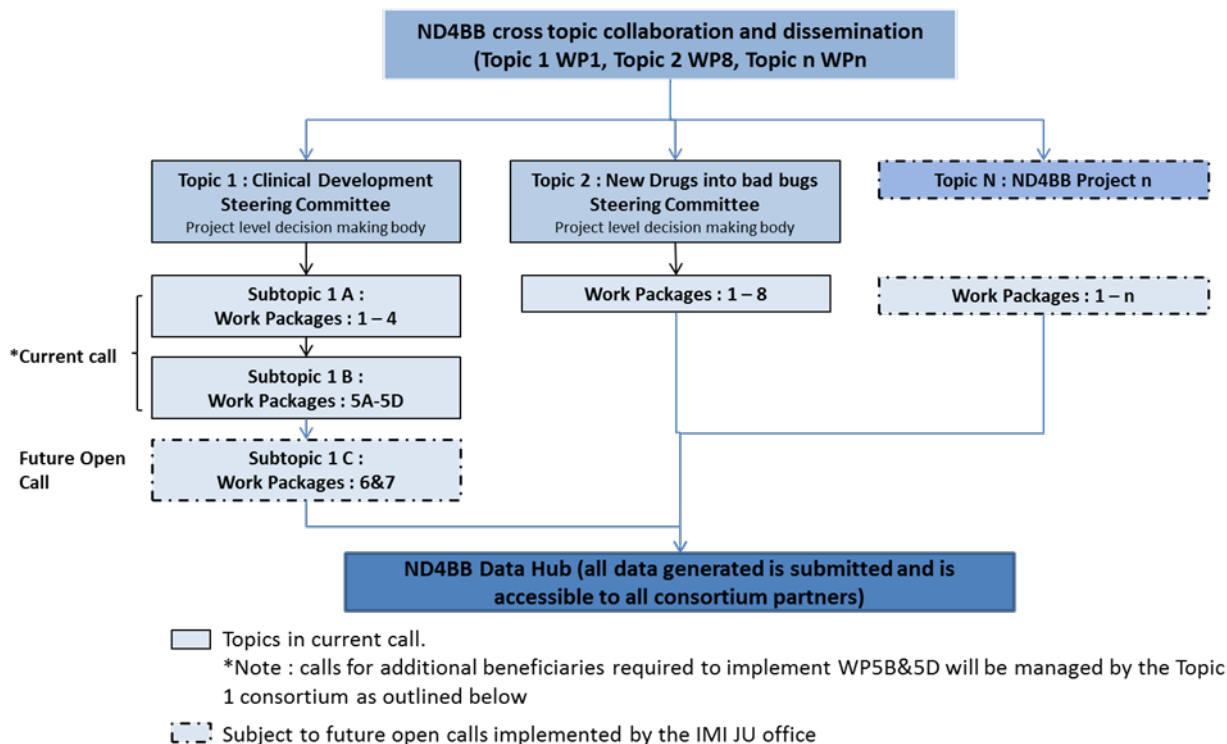 ND4BB cross topic collaboration and dissemination
(Topic 1 WP1, Topic 2 WP8, Topic n WPn
Topic 1 : Clinical Development
Steering Committee
Project level decision making body
Topic 2 : New Drugs into bad bugs
Steering Committee
Project level decision making body
Topic N : ND4BB Project n
Subtopic 1 A :
Work Packages : 1 – 4
Work Packages : 1 – 8
Work Packages : 1 – n
*Current call
Subtopic 1 B :
Work Packages : 5A-5D
Future Open
Call
Subtopic 1 C :
Work Packages : 6&7
ND4BB Data Hub (all data generated is submitted and is
accessible to all consortium partners)
Topics in current call.
*Note : calls for additional beneficiaries required to implement WP5B&5D will be managed by the Topic
1 consortium as outlined below
Subject to future open calls implemented by the IMI JU office